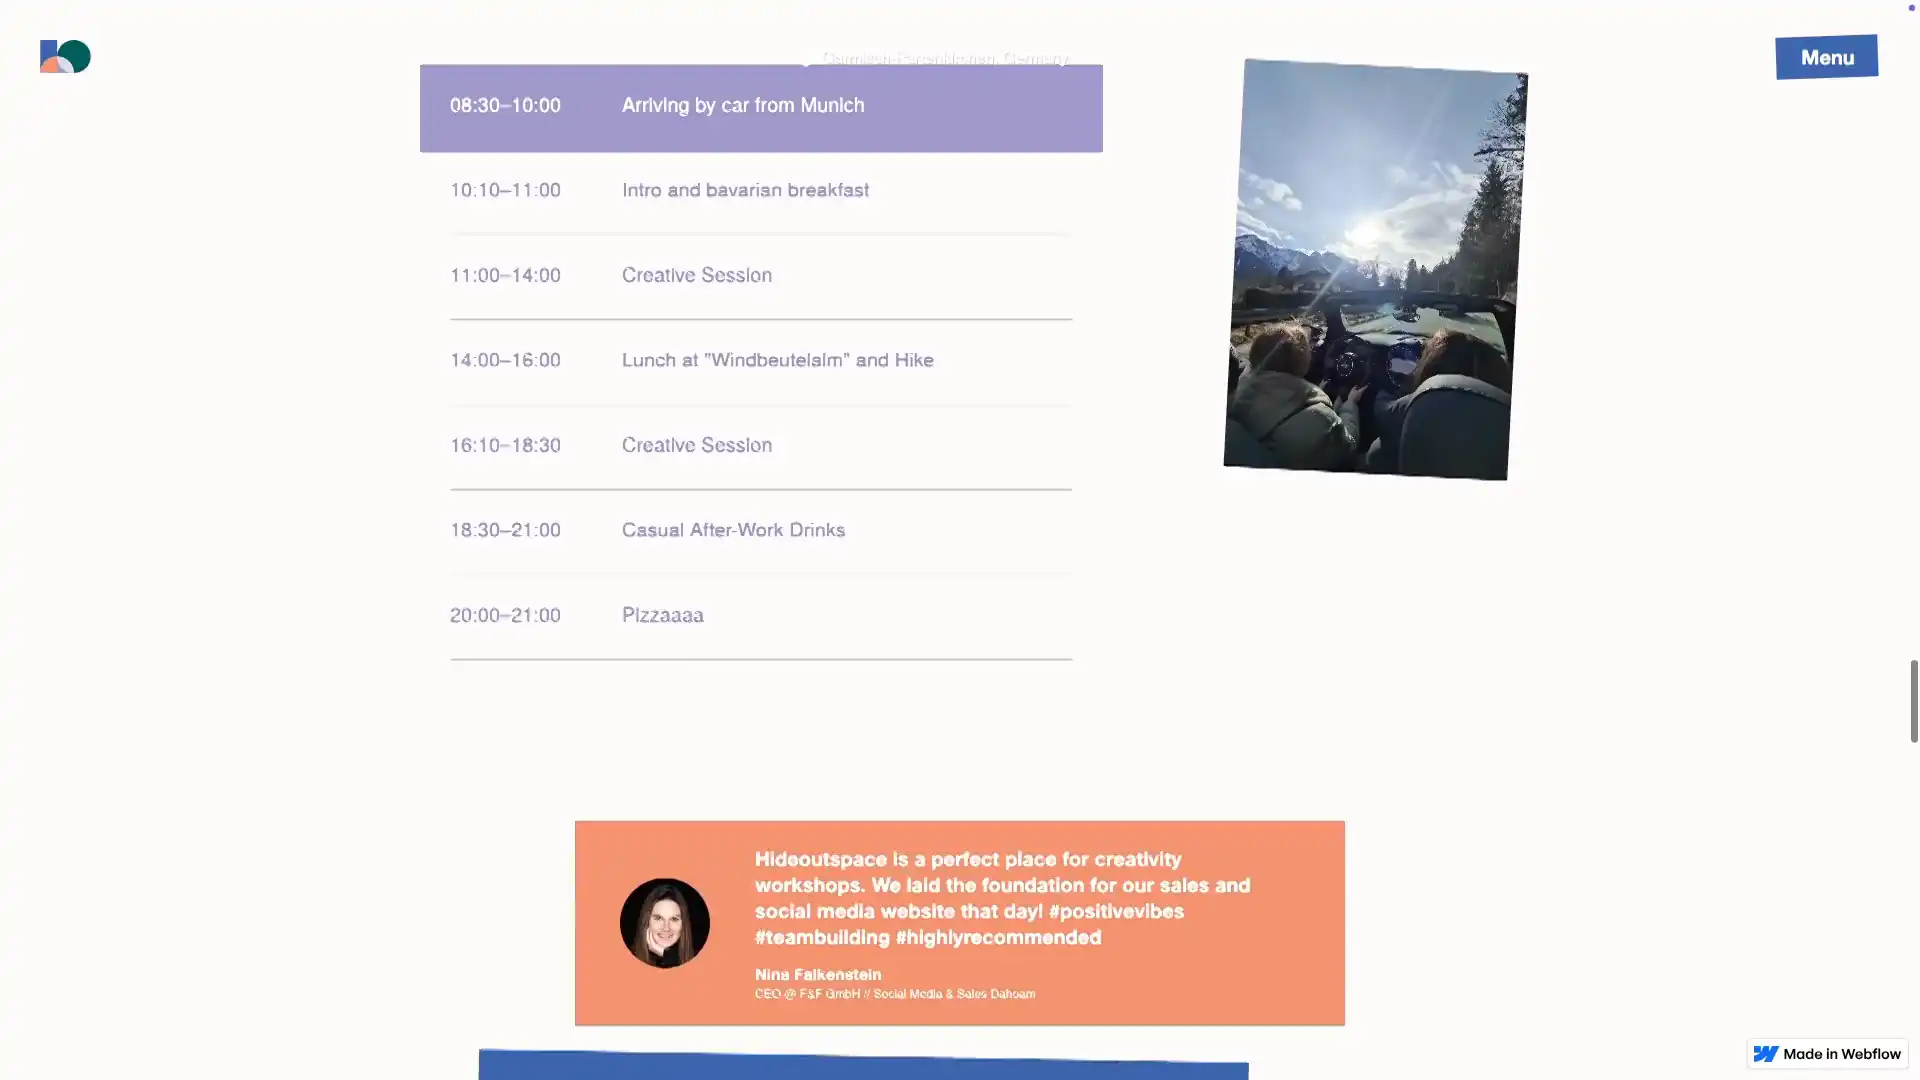 Garmisch-Partenkirchen, Germany
Menu
08:30–10:00 Arriving by car from Munich
10:10–11:00 Intro and bavarian breakfast
11:00–14:00 Creative Session
14:00–16:00 Lunch at "Windbeutelalm" and Hike
16:10–18:30 Creative Session
18:30–21:00 Casual After-Work Drinks
20:00–21:00 Pizzaaaa
Hideoutspace is a perfect place for creativity
workshops. We laid the foundation for our sales and
social media website that day! #positivevibes
#teambuilding #highlyrecommended
Nina Falkenstein
CEO @ F&F GmbH // Social Media & Sales Dahoam
Made in Webflow